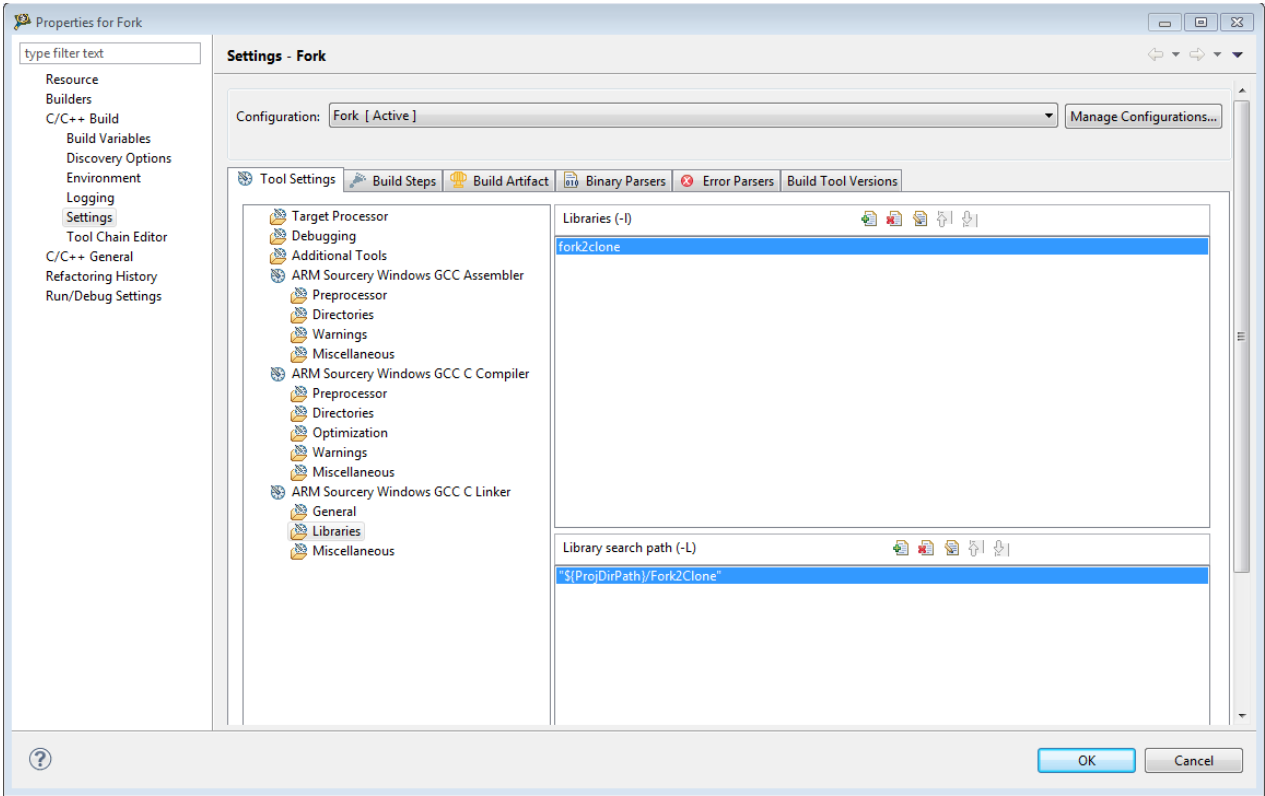 Properties for Fork
type filter text
Resource
Builders
C/C++ Build
Build Variables
Discovery Options
Environment
Logging
Settings
Tool Chain Editor
C/C++ General
Refactoring History
Run/Debug Settings
Settings - Fork
Configuration: Fork [ Active ] Manage Configurations...
Tool Settings Build Steps Build Artifact Binary Parsers Error Parsers Build Tool Versions
Target Processor
Debugging
Additional Tools
ARM Sourcery Windows GCC Assembler
Preprocessor
Directories
Warnings
Miscellaneous
ARM Sourcery Windows GCC C Compiler
Preprocessor
Directories
Optimization
Warnings
Miscellaneous
ARM Sourcery Windows GCC C Linker
General
Libraries
Miscellaneous
Libraries (-l)
fork2clone
Library search path (-L)
"${ProjDirPath}/Fork2Clone"
OK Cancel